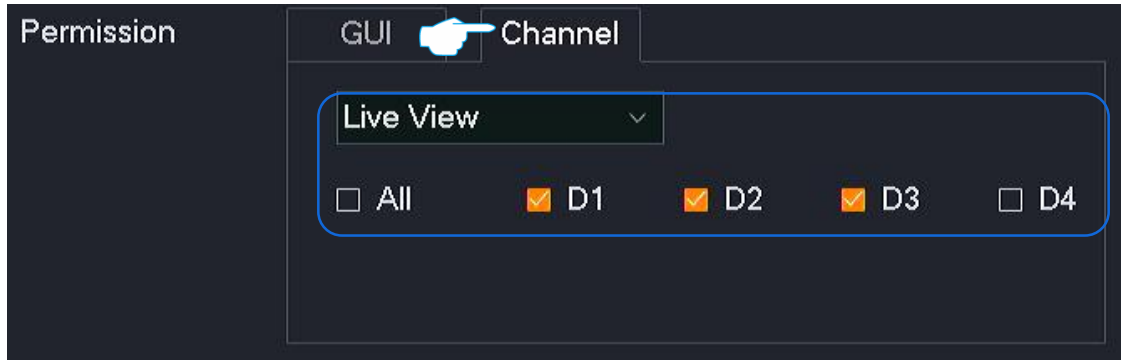 Permission
GUI Channel
Live View
All D1 D2 D3 D4